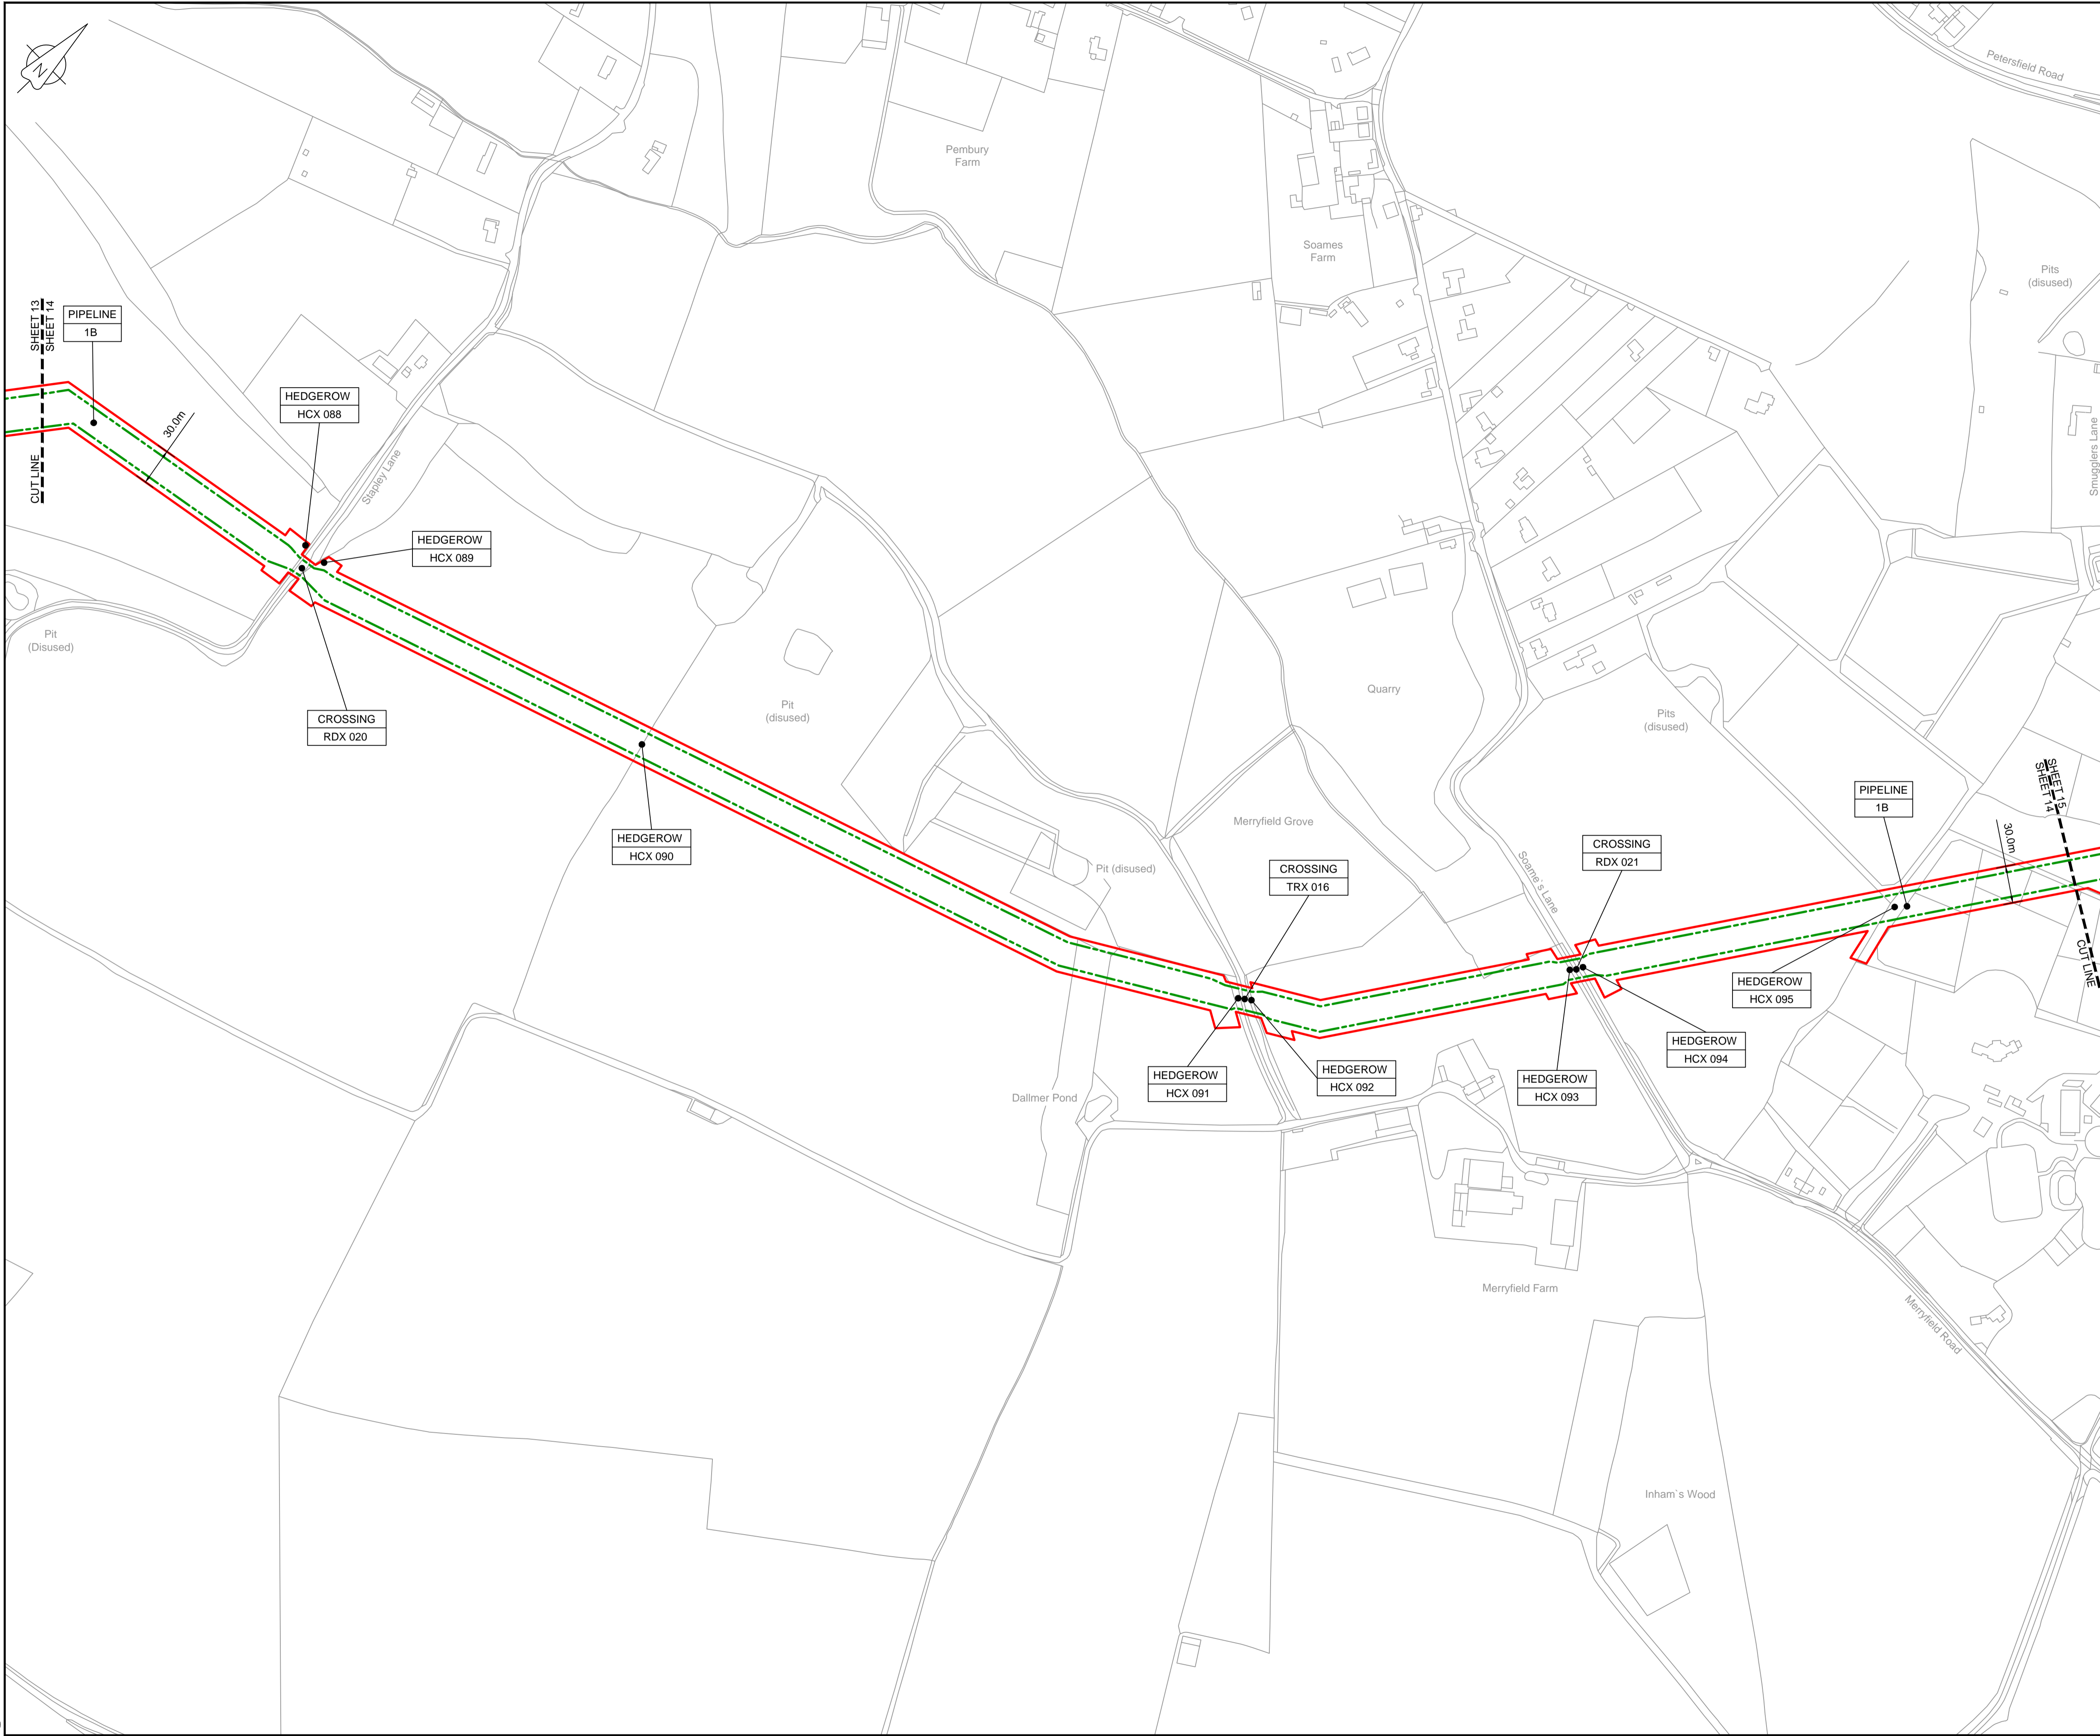 N
Petersfield Road
Pembury
Farm
Soames
Farm
Pits
(disused)
SHEET 13
SHEET 14
PIPELINE
1B
30.0m
HEDGEROW
HCX 088
Stapley Lane
CUT LINE
Smugglers Lane
HEDGEROW
HCX 089
Pit
(Disused)
CROSSING
RDX 020
Pit
(disused)
Quarry
Pits
(disused)
SHEET 15
SHEET 14
PIPELINE
1B
30.0m
HEDGEROW
HCX 090
Merryfield Grove
Pit (disused)
CROSSING
TRX 016
Soame`s Lane
CROSSING
RDX 021
CUT LINE
HEDGEROW
HCX 095
HEDGEROW
HCX 094
HEDGEROW
HCX 091
HEDGEROW
HCX 092
HEDGEROW
HCX 093
Dallmer Pond
Merryfield Farm
Merryfield Road
Inham`s Wood